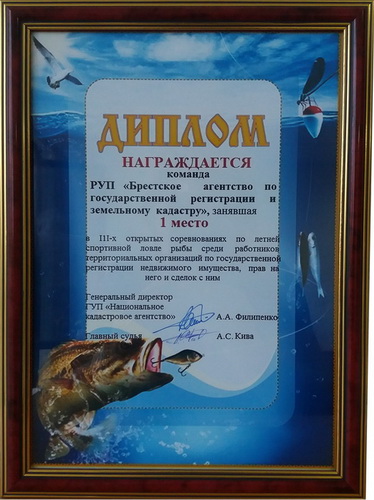 ДИПЛОМ
НАГРАЖДАЕТСЯ
команда
РУП «Брестское агентство по
государственной регистрации и
земельному кадастру», занявшая
1 место
в III-х открытых соревнованиях по летней
спортивной ловле рыбы среди работников
территориальных организаций по государственной
регистрации недвижимого имущества, прав на
него и сделок с ним
Генеральный директор
ГУП «Национальное
кадастровое агентство» А.А. Филипенко
Главный судья А.С. Кива